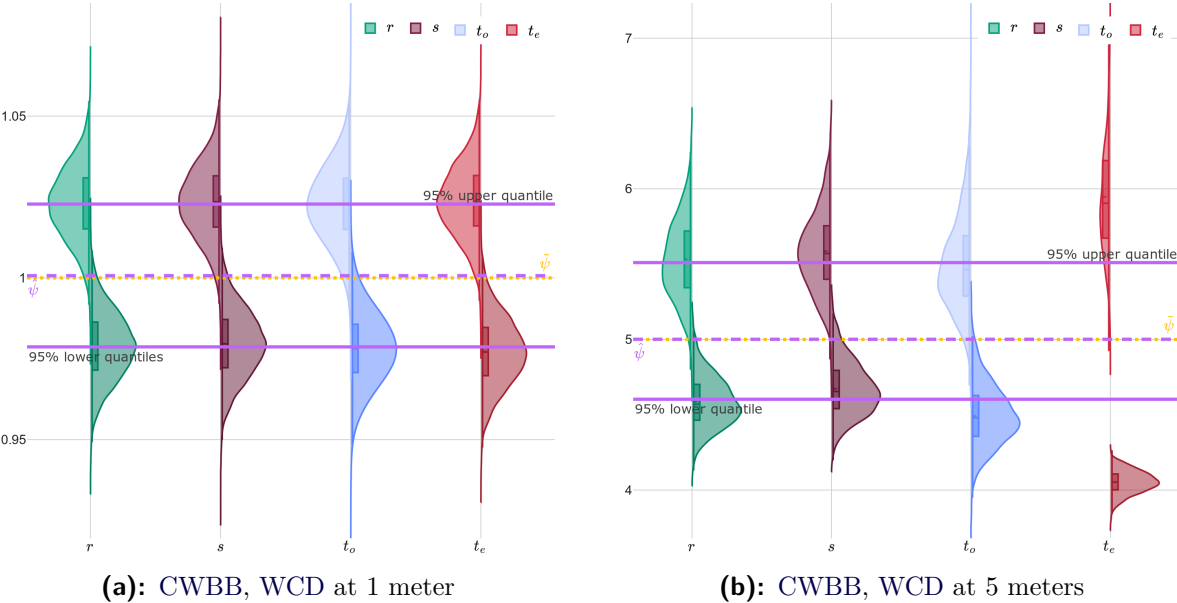 r s t_o t_e
1.05
95% upper quantile
ψ̄
1
ψ̂
95% lower quantiles
0.95
r s t_o t_e
(a): CWBB, WCD at 1 meter
r s t_o t_e
7
6
95% upper quantile
ψ̄
5
ψ̂
95% lower quantile
4
r s t_o t_e
(b): CWBB, WCD at 5 meters